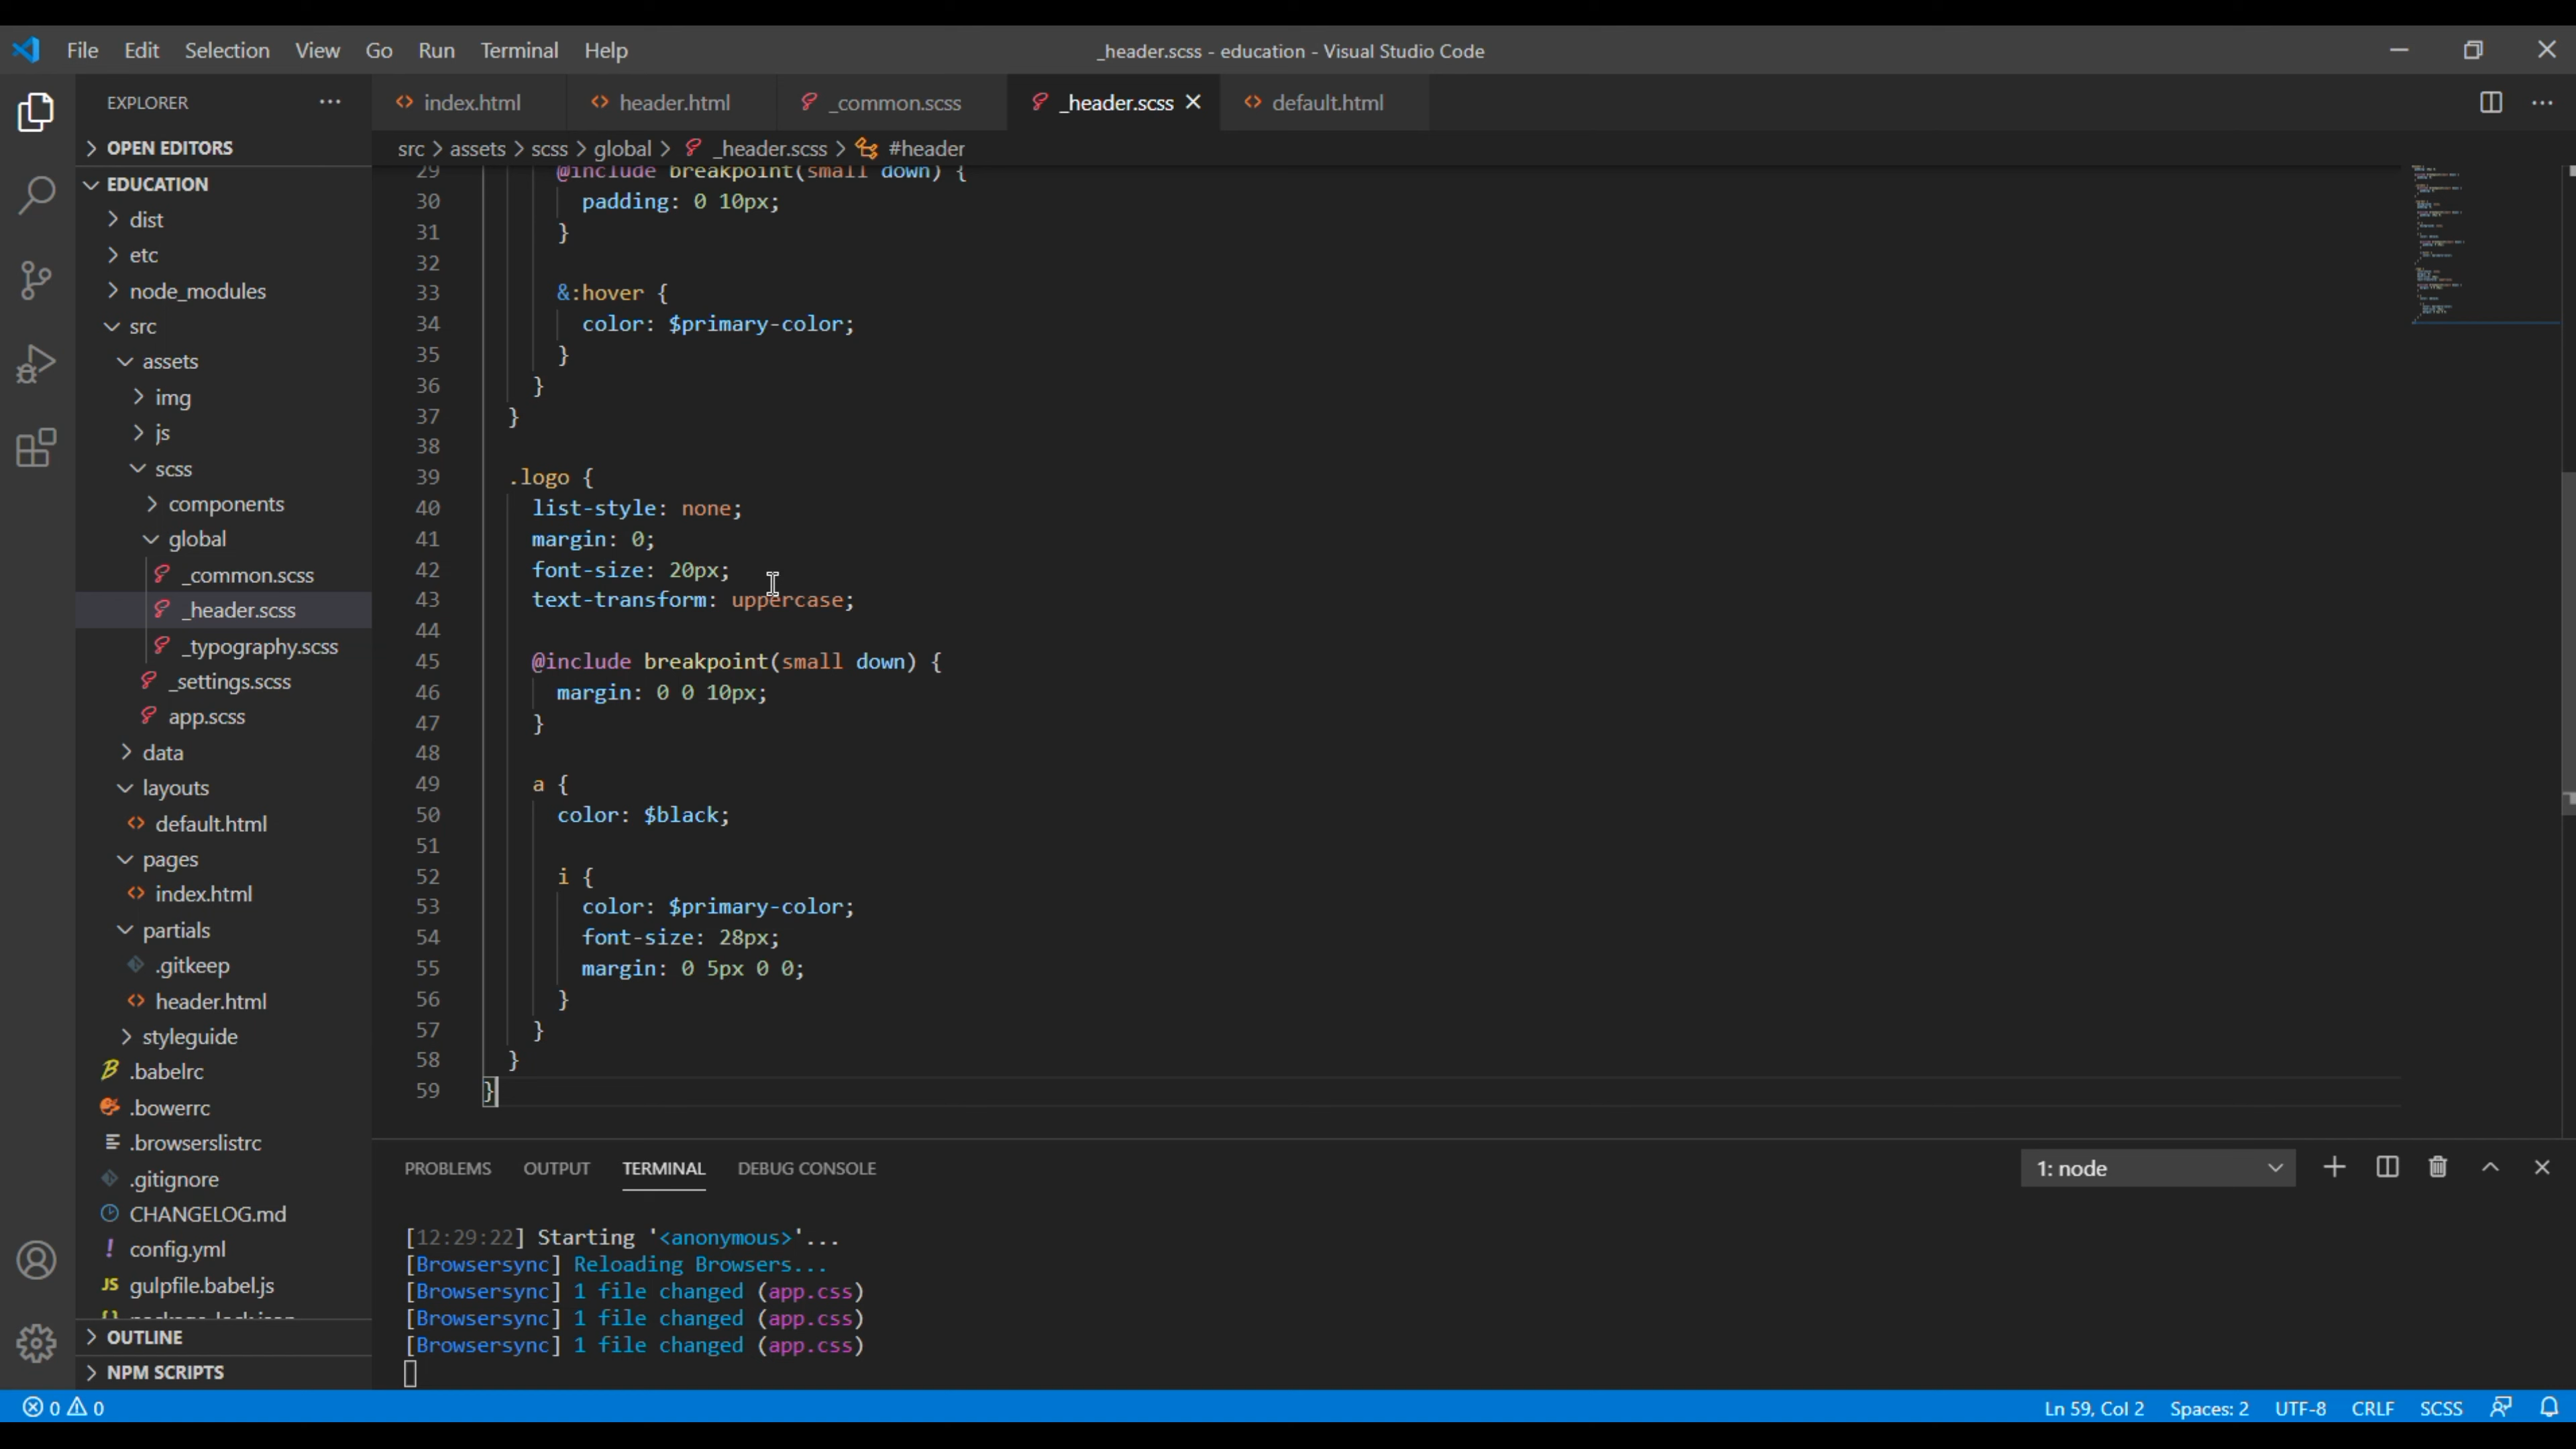 File Edit Selection View Go Run Terminal Help
_header.scss - education - Visual Studio Code
EXPLORER
OPEN EDITORS
EDUCATION
dist
etc
node_modules
src
assets
img
js
scss
components
global
_common.scss
_header.scss
_typography.scss
_settings.scss
app.scss
data
layouts
default.html
pages
index.html
partials
.gitkeep
header.html
styleguide
.babelrc
.bowerrc
.browserslistrc
.gitignore
CHANGELOG.md
config.yml
gulpfile.babel.js
OUTLINE
NPM SCRIPTS
index.html header.html _common.scss _header.scss default.html
src > assets > scss > global > _header.scss > #header
29 @include breakpoint(small down) {
30 padding: 0 10px;
31 }
32
33 &:hover {
34 color: $primary-color;
35 }
36 }
37 }
38
39 .logo {
40 list-style: none;
41 margin: 0;
42 font-size: 20px;
43 text-transform: uppercase;
44
45 @include breakpoint(small down) {
46 margin: 0 0 10px;
47 }
48
49 a {
50 color: $black;
51
52 i {
53 color: $primary-color;
54 font-size: 28px;
55 margin: 0 5px 0 0;
56 }
57 }
58 }
59 }
PROBLEMS OUTPUT TERMINAL DEBUG CONSOLE
1: node
[12:29:22] Starting '<anonymous>'...
[Browsersync] Reloading Browsers...
[Browsersync] 1 file changed (app.css)
[Browsersync] 1 file changed (app.css)
[Browsersync] 1 file changed (app.css)
0 0
Ln 59, Col 2 Spaces: 2 UTF-8 CRLF SCSS